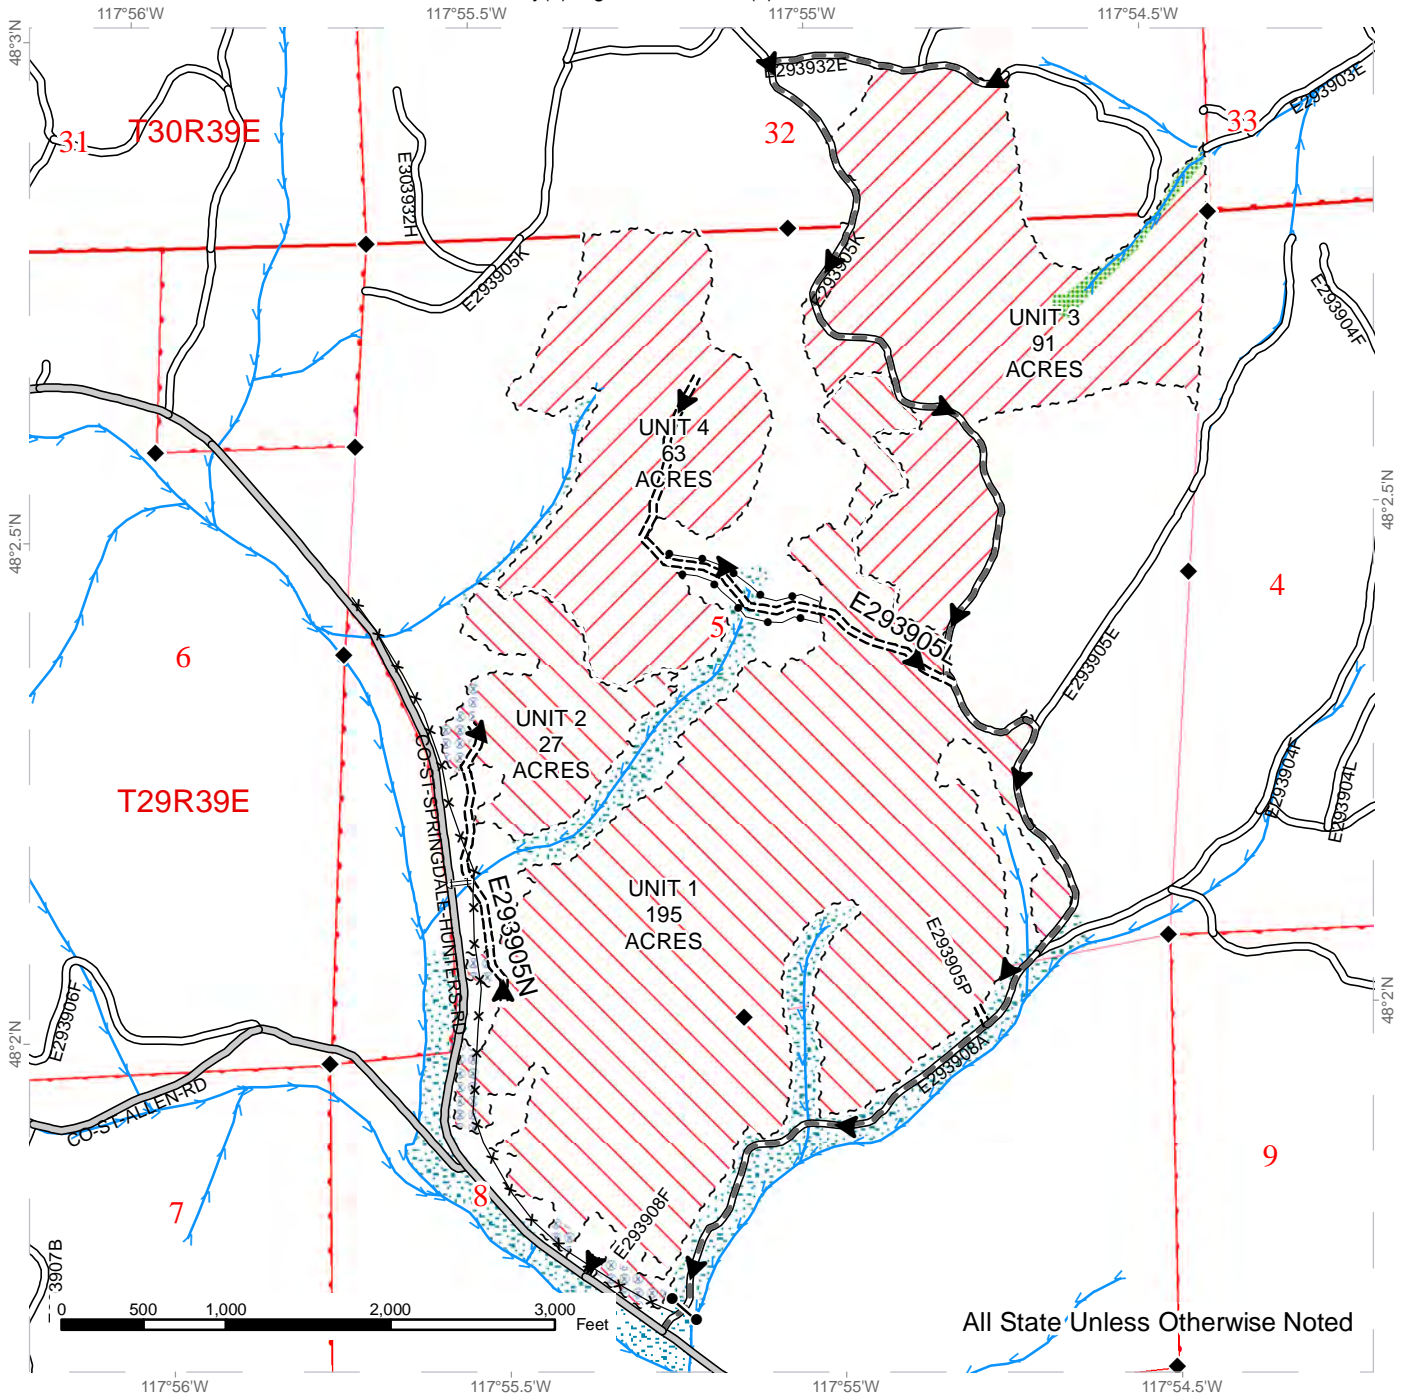 117°56'W
117°55.5'W
117°55'W
117°54.5'W
48°3'N
E293932E
E293903E
31
T30R39E
32
33
E303932H
E293905K
E293905K
E293904F
UNIT 3
91
ACRES
UNIT 4
63
ACRES
48°2.5'N
48°2.5'N
4
E293905L
5
6
E293905E
UNIT 2
27
ACRES
CO-ST-SPRINGDALE-HUNTERS-RD
T29R39E
E293904F
E293904L
UNIT 1
195
ACRES
E293905N
E293905P
E293906F
48°2'N
48°2'N
E293908A
CO-ST-ALLEN-RD
9
7
8
E293908F
3907B
0
500
1,000
2,000
3,000
Feet
All State Unless Otherwise Noted
117°56'W
117°55.5'W
117°55'W
117°54.5'W